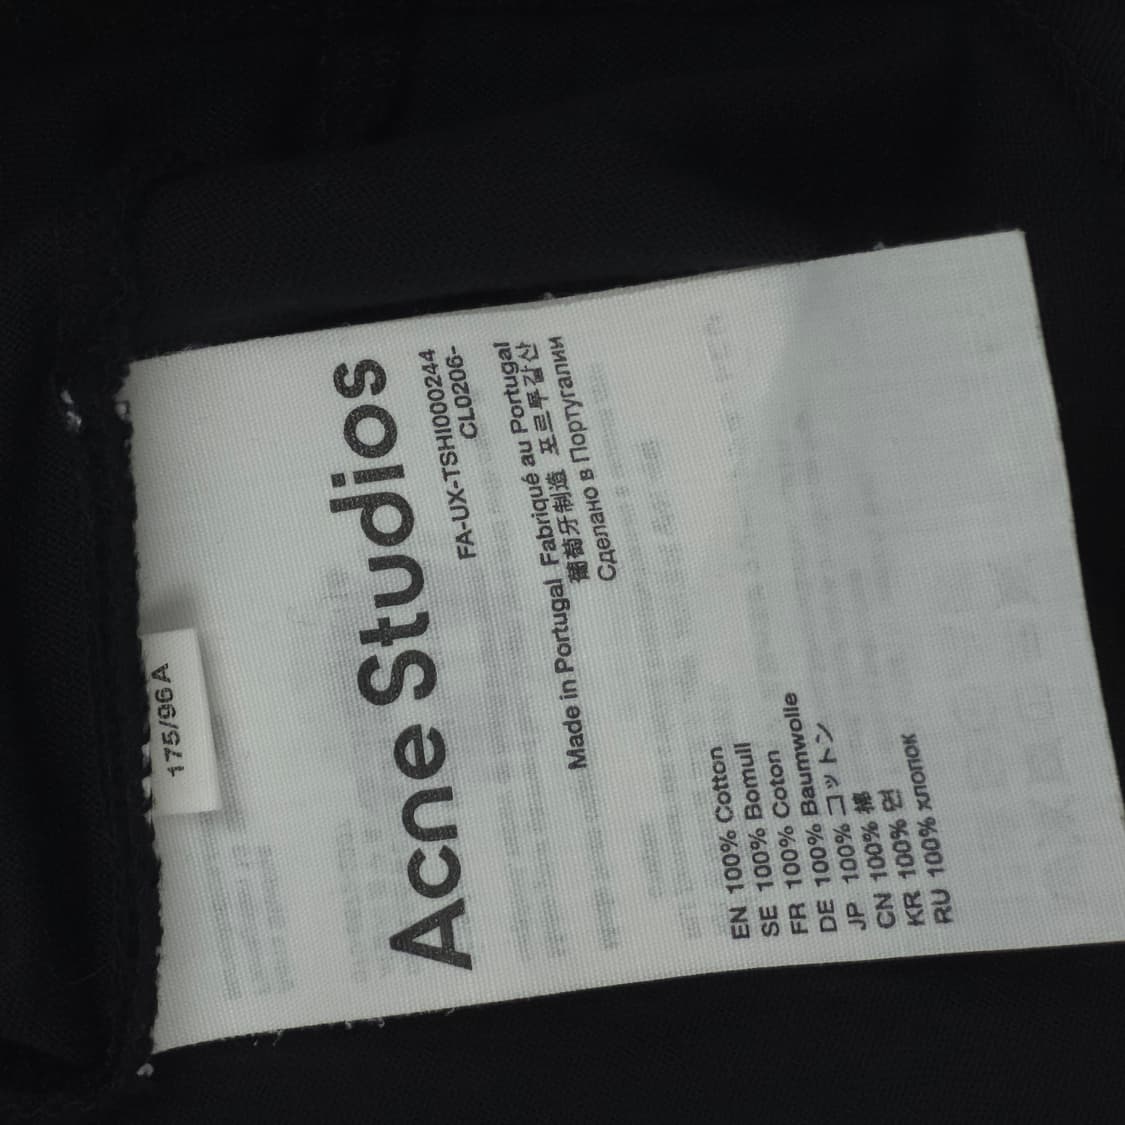 175/96A
Acne Studios
FA-UX-TSHI000244
CL0206-
Made in Portugal Fabriqué au Portugal
葡萄牙制造 포르투갈산
Сделано в Португалии
EN 100% Cotton
SE 100% Bomull
FR 100% Coton
DE 100% Baumwolle
JP 100% コットン
CN 100% 棉
KR 100% 면
RU 100% хлопок